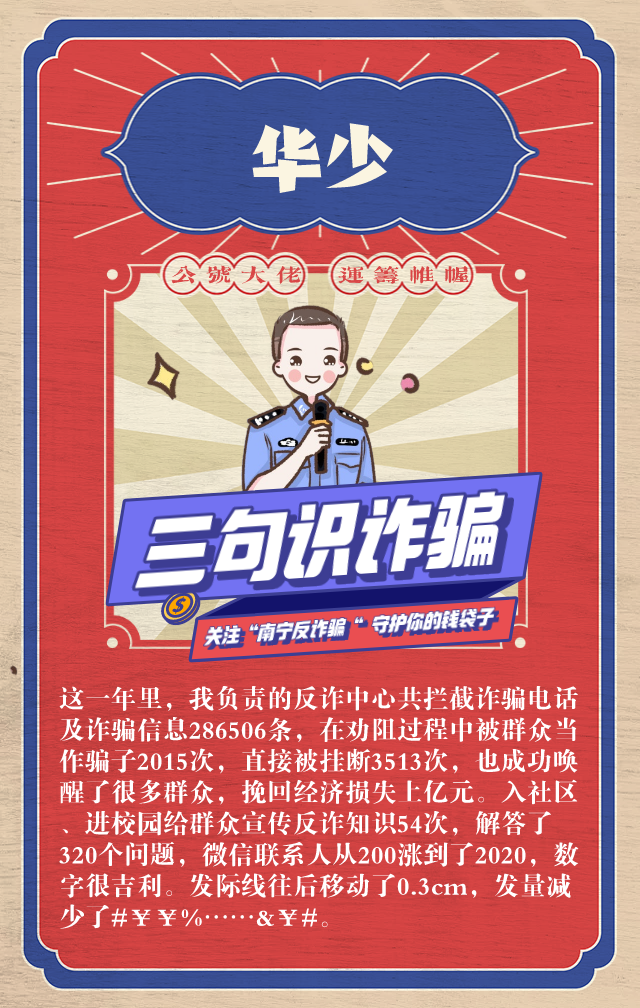 华少
公號大佬 運籌帷幄
三句识诈骗
关注“南宁反诈骗“ 守护你的钱袋子
这一年里，我负责的反诈中心共拦截诈骗电话
及诈骗信息286506条，在劝阻过程中被群众当
作骗子2015次，直接被挂断3513次，也成功唤
醒了很多群众，挽回经济损失上亿元。入社区
、进校园给群众宣传反诈知识54次，解答了
320个问题，微信联系人从200涨到了2020，数
字很吉利。发际线往后移动了0.3cm，发量减
少了#￥￥%……&￥#。